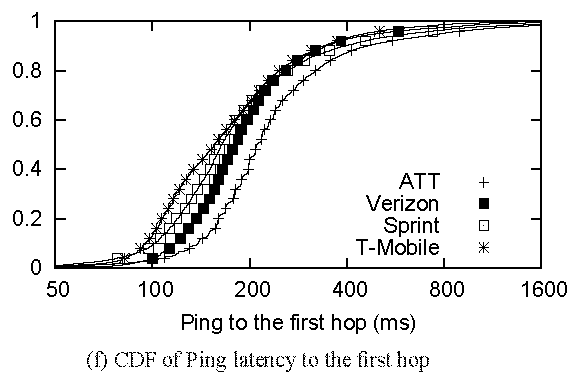 1
0.8
0.6
0.4
0.2
0
ATT
Verizon
Sprint
T-Mobile
50 100 200 400 800 1600
Ping to the first hop (ms)
(f) CDF of Ping latency to the first hop